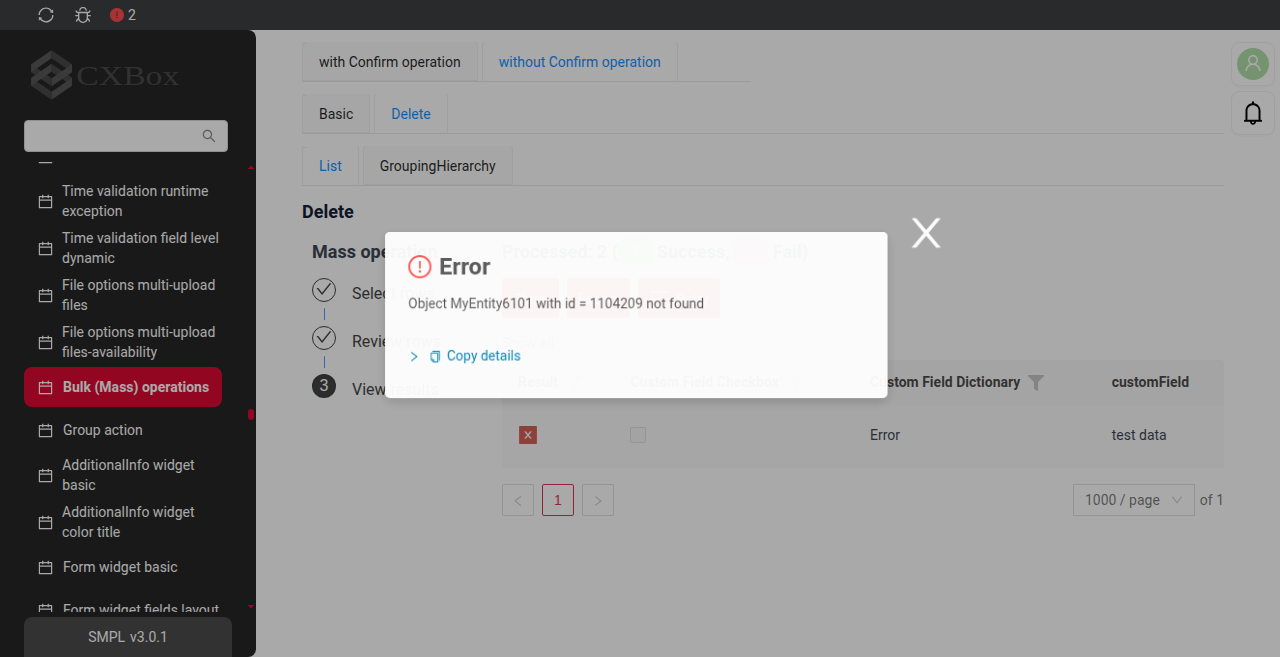 2
CXBox
Time validation runtime
exception
Time validation field level
dynamic
File options multi-upload
files
File options multi-upload
files-availability
Bulk (Mass) operations
Group action
AdditionalInfo widget
basic
AdditionalInfo widget
color title
Form widget basic
Form widget fields layout
SMPL v3.0.1
with Confirm operation
without Confirm operation
Basic
Delete
List
GroupingHierarchy
Delete
Mass operations
Processed: 2 ( Success, Fail)
Select rows
Review rows
3
View results
Error
Object MyEntity6101 with id = 1104209 not found
Copy details
Result
Custom Field Checkbox
Custom Field Dictionary
customField
Error
test data
1
1000 / page
of 1